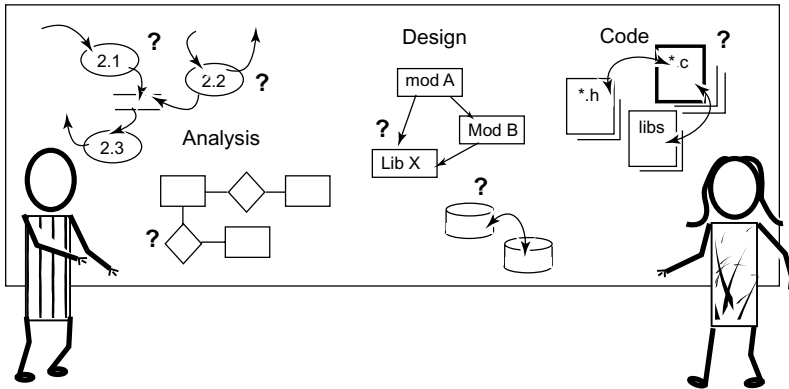 Design
Code
?
2.1
?
2.2
?
*.c
?
*.h
mod A
?
Mod B
libs
2.3
Analysis
Lib X
?
?